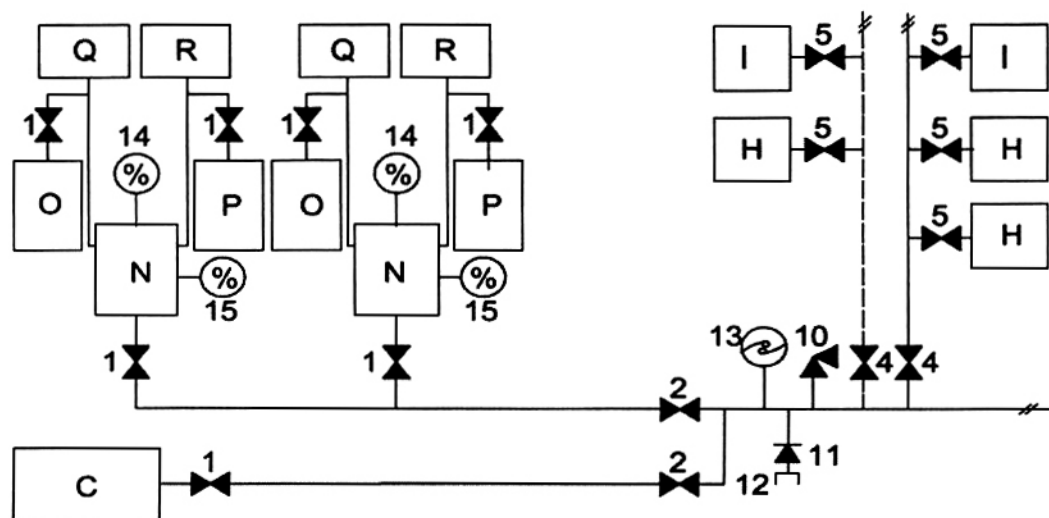 Q R Q R
5 I 5 I
1 1 14 1 14 1
% %
5 H 5 H
O P O P
5 H
N % N %
15 15
13 10
1 1 4 4
2
1 2 11
C 12